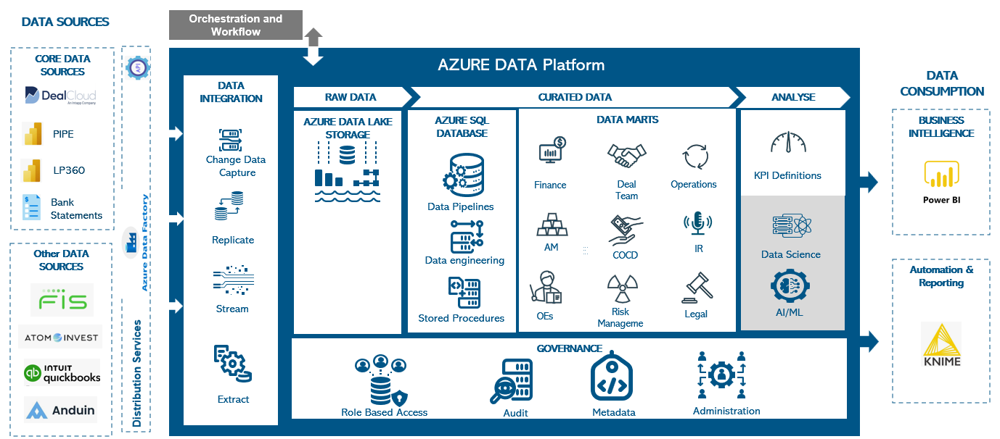 DATA SOURCES
CORE DATA
SOURCES
DealCloud
An Intapp Company
PIPE
LP360
Bank
Statements
Other DATA
SOURCES
FIS
ATOMINVEST
INTUIT
quickbooks
Anduin
API
Azure Data Factory
Distribution Services
Orchestration and
Workflow
AZURE DATA Platform
DATA
INTEGRATION
Change Data
Capture
Replicate
Stream
Extract
RAW DATA
CURATED DATA
ANALYSE
AZURE DATA LAKE
STORAGE
AZURE SQL
DATABASE
Data Pipelines
Data engineering
Stored Procedures
DATA MARTS
Finance
Deal
Team
Operations
AM
COCD
IR
OEs
Risk
Manageme
Legal
KPI Definitions
Data Science
AI/ML
GOVERNANCE
Role Based Access
Audit
Metadata
Administration
DATA
CONSUMPTION
BUSINESS
INTELLIGENCE
Power BI
Automation &
Reporting
KNIME